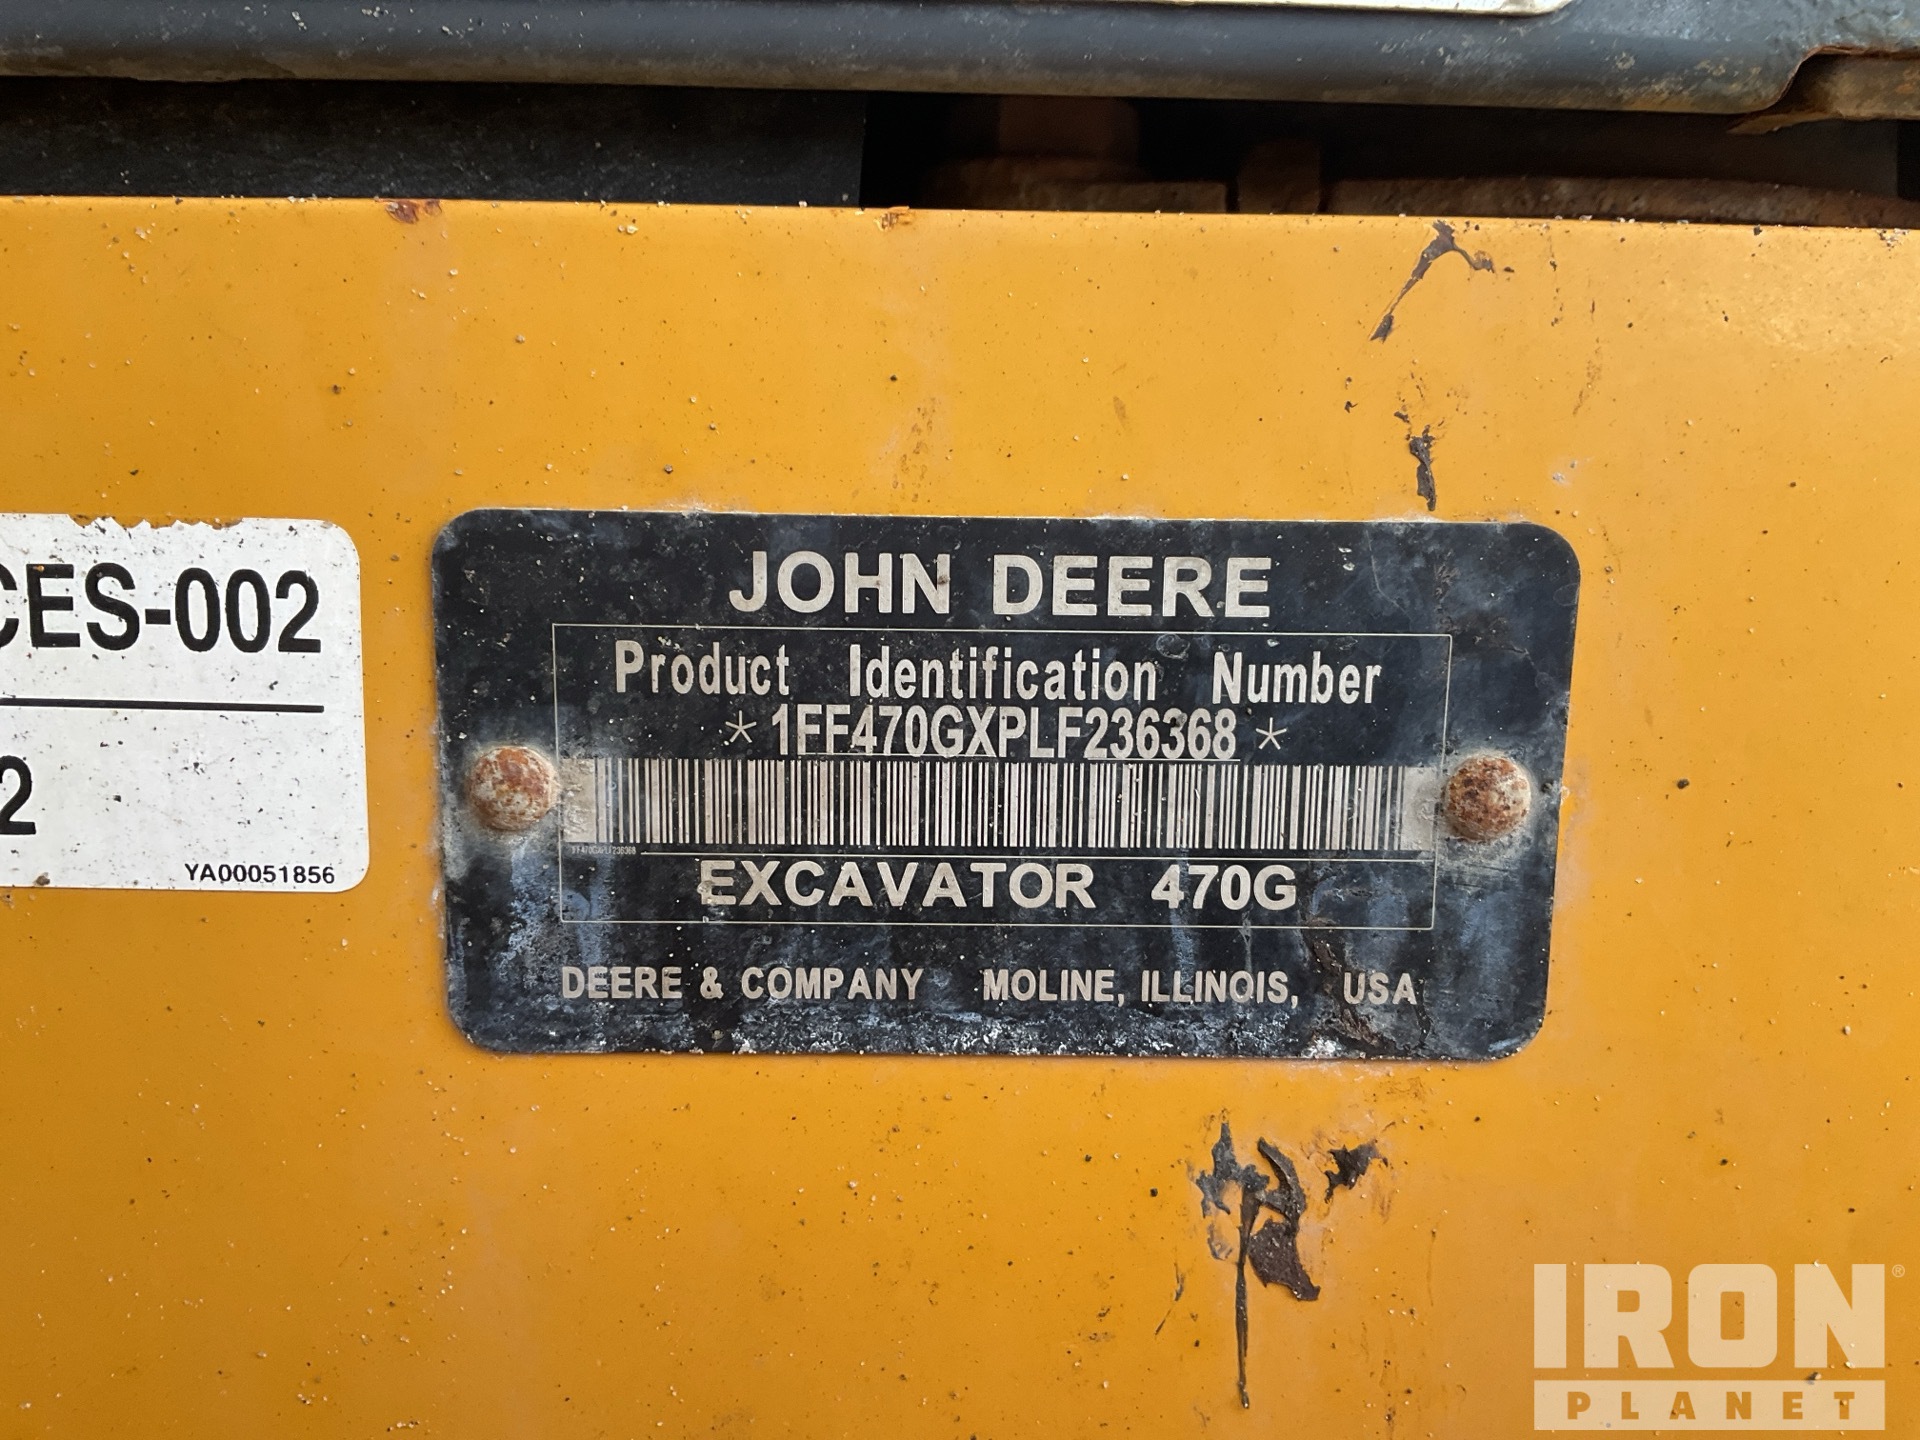 CES-002
2
YA00051856
JOHN DEERE
Product Identification Number
* 1FF470GXPLF236368 *
1FF470GXPLF236368
EXCAVATOR 470G
DEERE & COMPANY MOLINE, ILLINOIS, USA
IRON®
PLANET